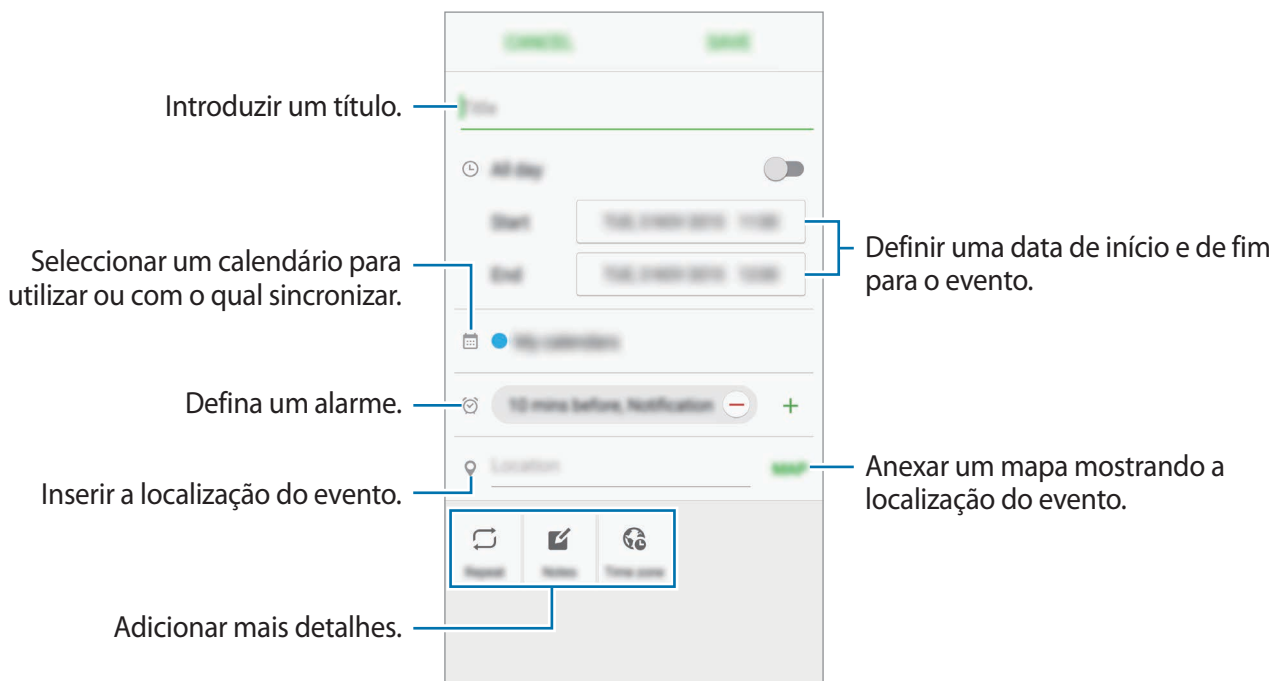 CANCEL
SAVE
Introduzir um título.
Title
All day
Start
Definir uma data de início e de fim
para o evento.
Seleccionar um calendário para
utilizar ou com o qual sincronizar.
End
My calendars
Defina um alarme.
10 mins before, Notification
Location
MAP
Anexar um mapa mostrando a
localização do evento.
Inserir a localização do evento.
Repeat
Notes
Time zone
Adicionar mais detalhes.